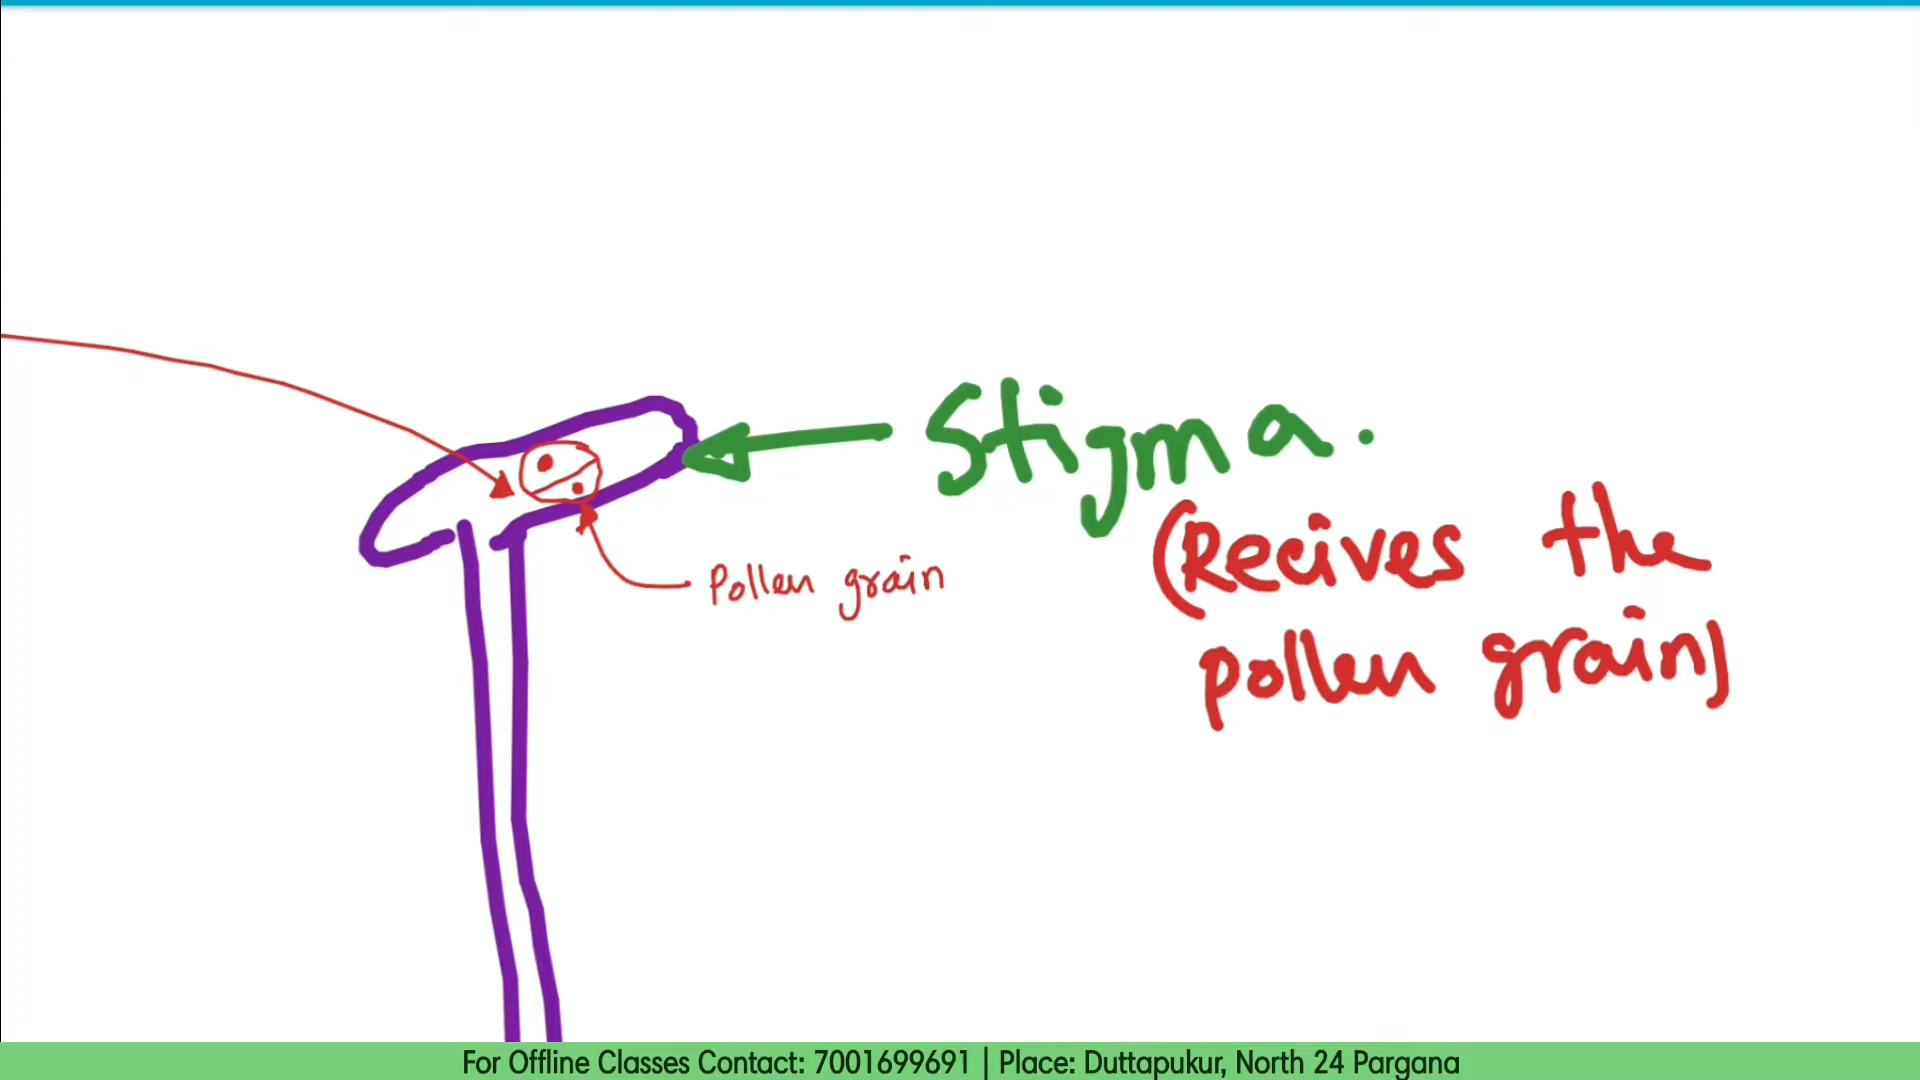 Stigma.
(Recives the
pollen grain)
Pollen grain
For Offline Classes Contact: 7001699691 | Place: Duttapukur, North 24 Pargana